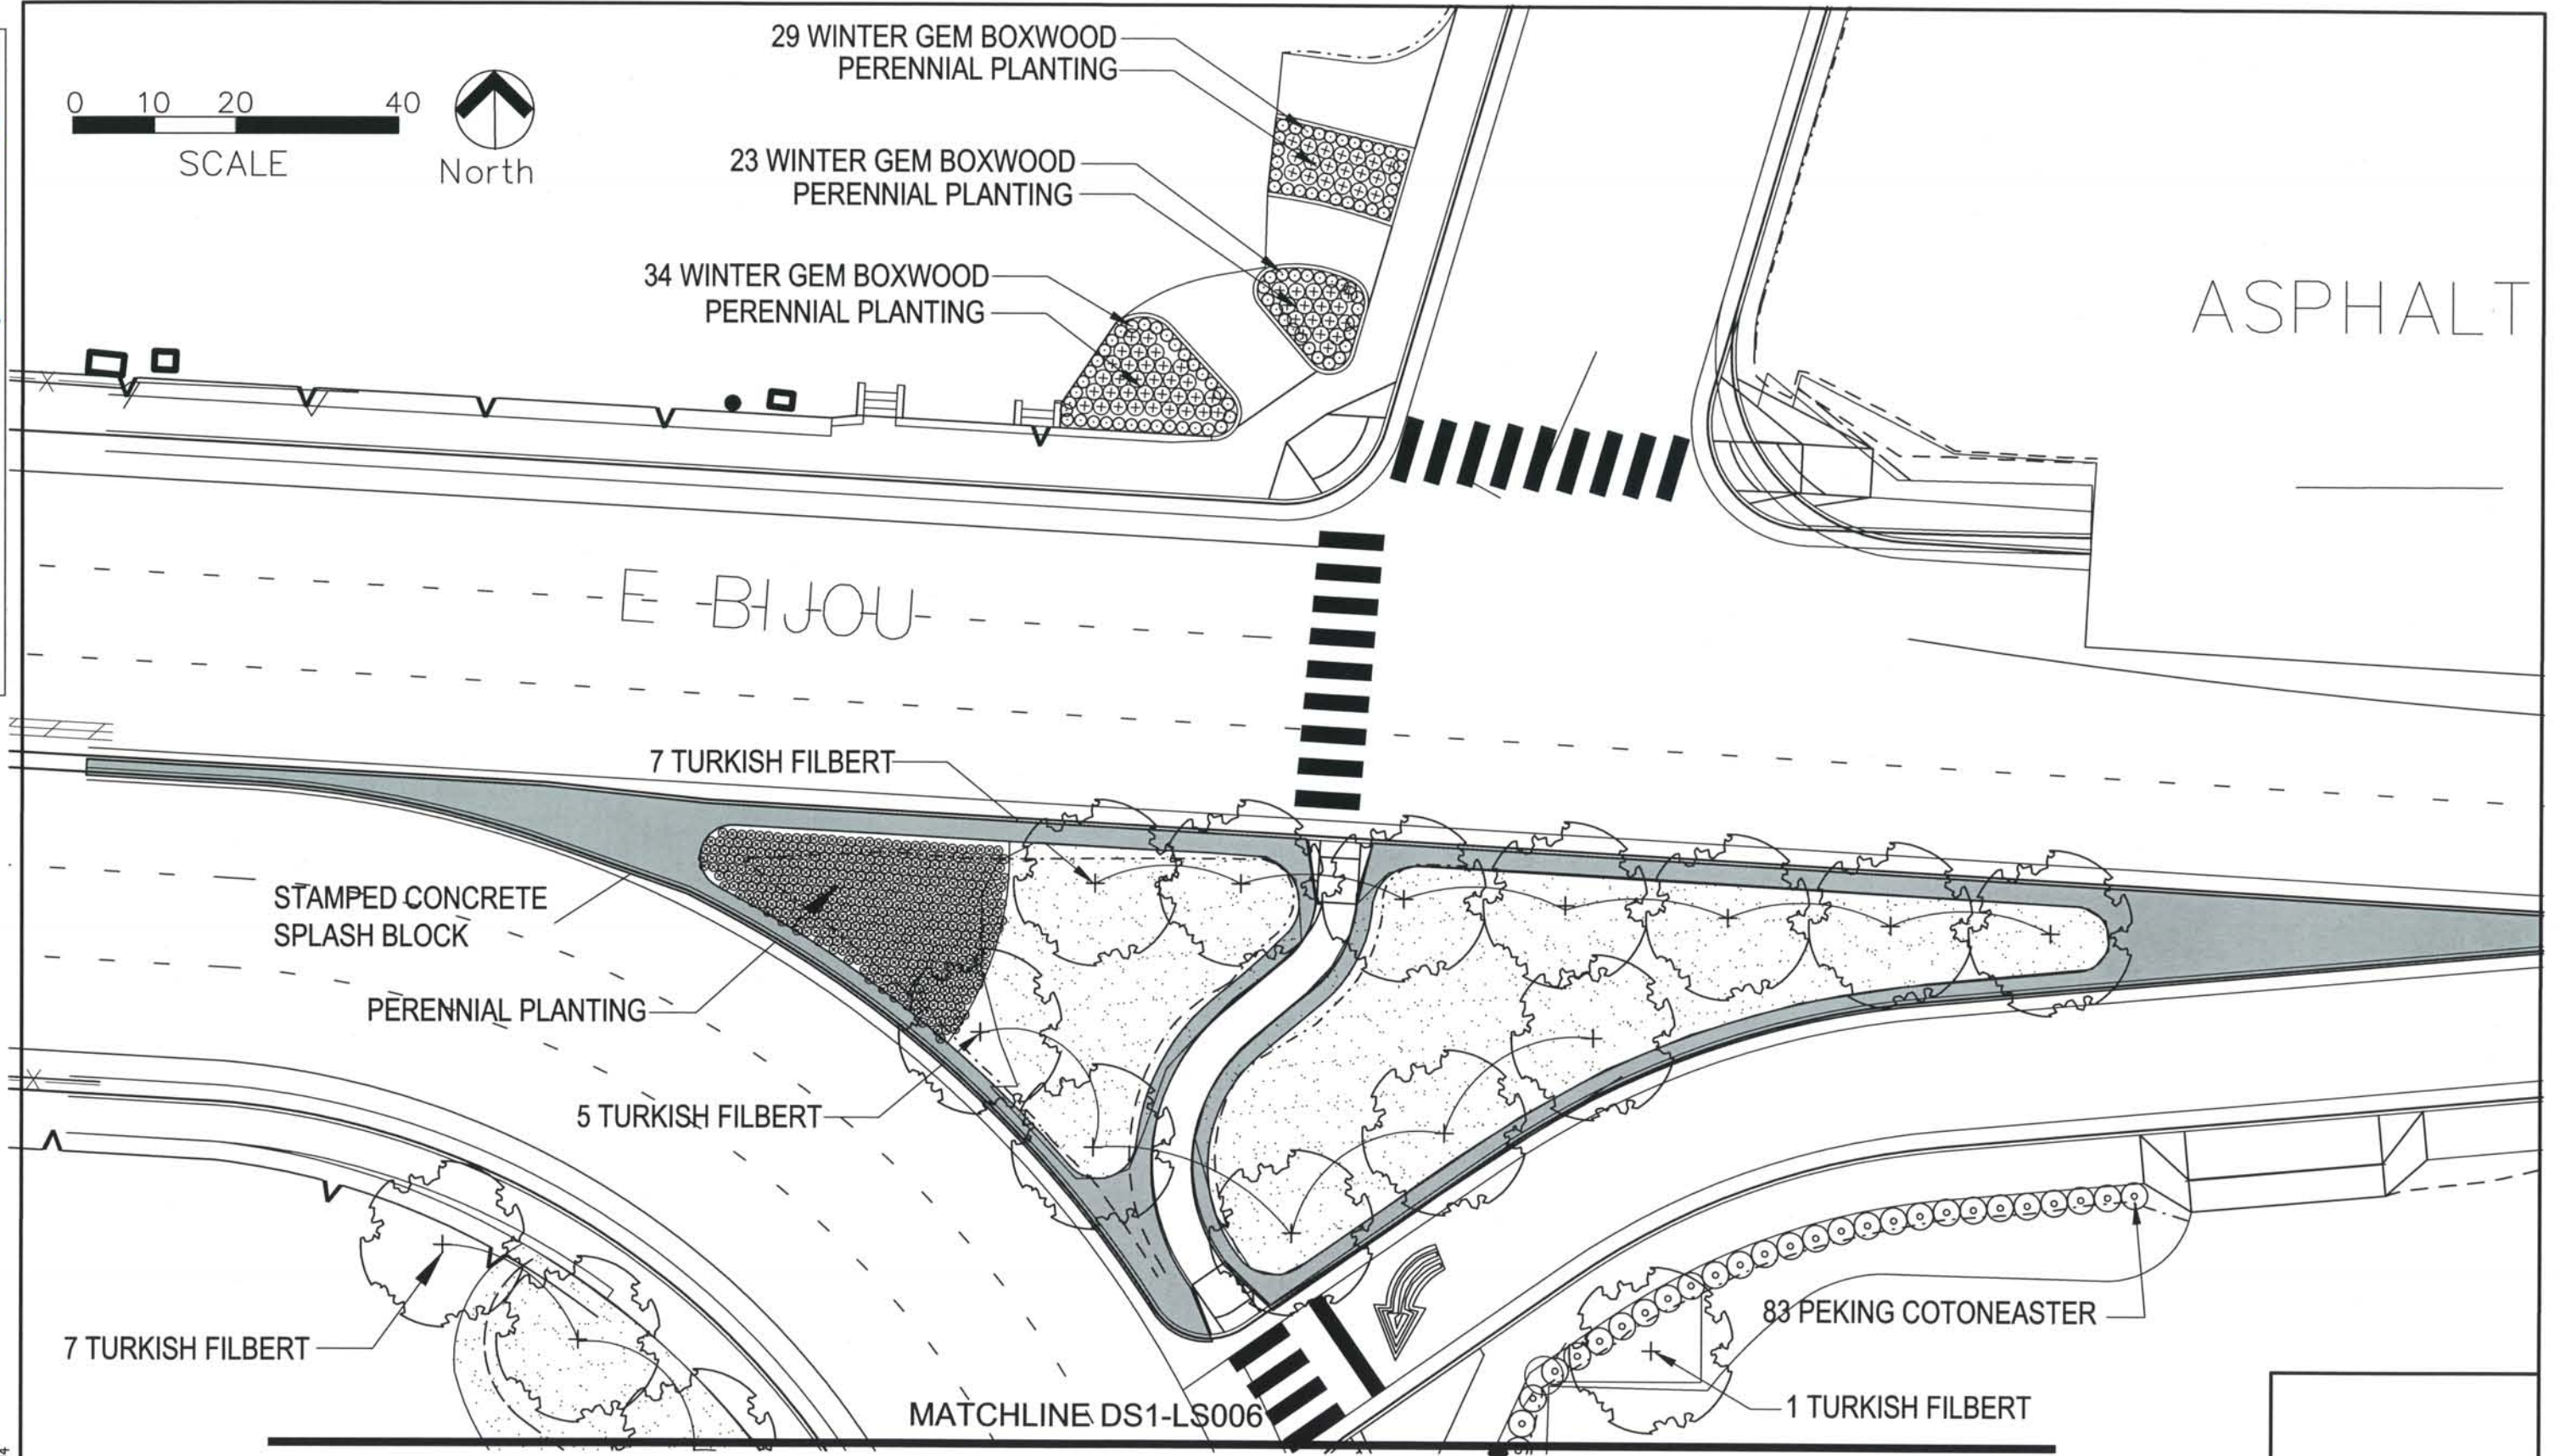 29 WINTER GEM BOXWOOD
PERENNIAL PLANTING
0 10 20 40
SCALE
North
23 WINTER GEM BOXWOOD
PERENNIAL PLANTING
34 WINTER GEM BOXWOOD
PERENNIAL PLANTING
ASPHALT
E BIJOU
7 TURKISH FILBERT
STAMPED CONCRETE
SPLASH BLOCK
PERENNIAL PLANTING
5 TURKISH FILBERT
7 TURKISH FILBERT
83 PEKING COTONEASTER
1 TURKISH FILBERT
MATCHLINE DS1-LS006
4